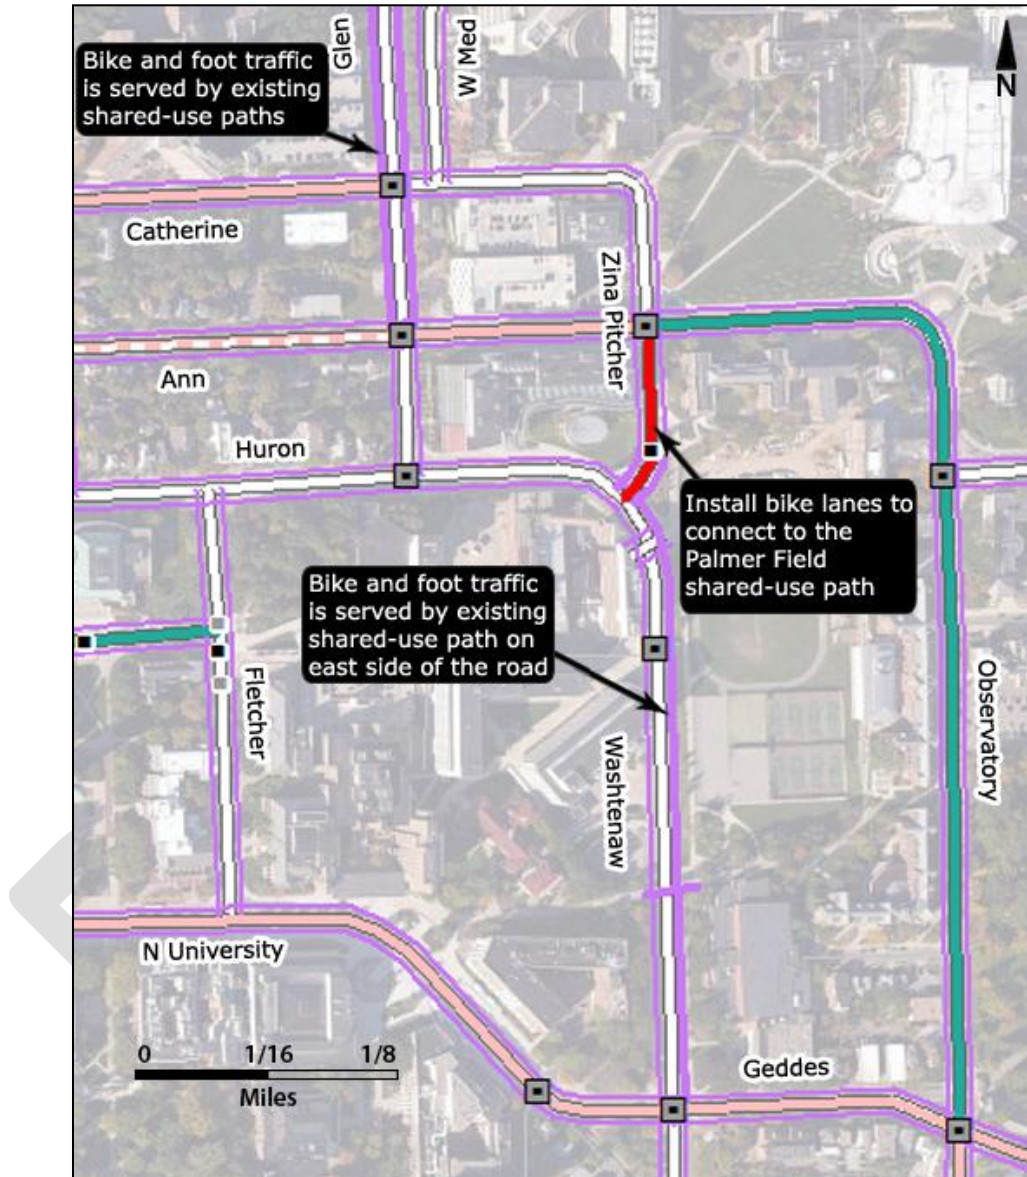 Glen
W Med
N
Bike and foot traffic
is served by existing
shared-use paths
Catherine
Zina Pitcher
Ann
Huron
Install bike lanes to
connect to the
Palmer Field
shared-use path
Bike and foot traffic
is served by existing
shared-use path on
east side of the road
Fletcher
Washtenaw
Observatory
N University
0 1/16 1/8
Miles
Geddes